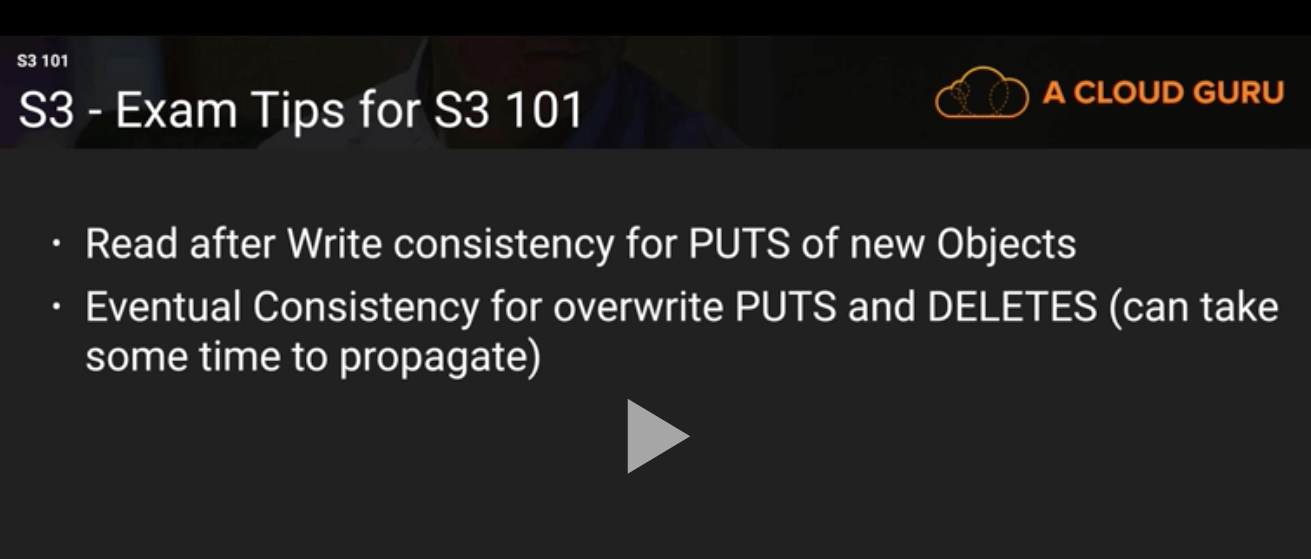 S3 101
S3 - Exam Tips for S3 101
A CLOUD GURU
• Read after Write consistency for PUTS of new Objects
• Eventual Consistency for overwrite PUTS and DELETES (can take
some time to propagate)